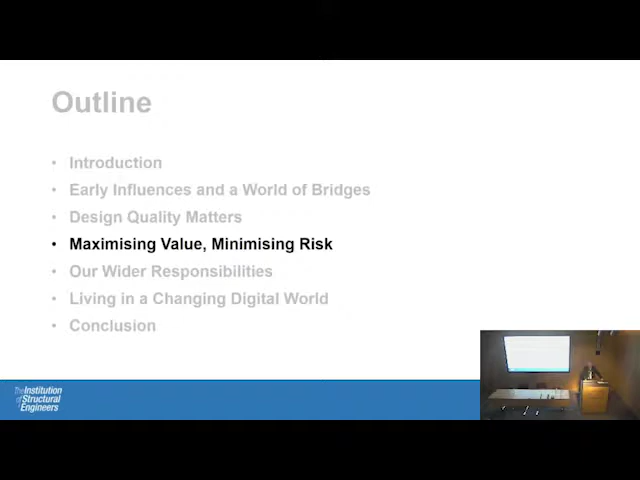 Outline
• Introduction
• Early Influences and a World of Bridges
• Design Quality Matters
• Maximising Value, Minimising Risk
• Our Wider Responsibilities
• Living in a Changing Digital World
• Conclusion
The Institution
of Structural
Engineers